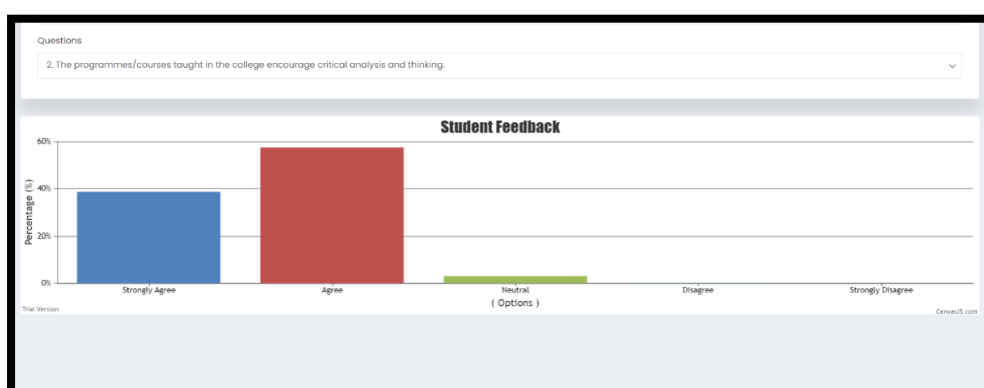 Questions
2. The programmes/courses taught in the college encourage critical analysis and thinking.
Student Feedback
60%
40%
20%
0%
Percentage (%)
Strongly Agree Agree Neutral Disagree Strongly Disagree
( Options )
Trial Version
CanvasJS.com